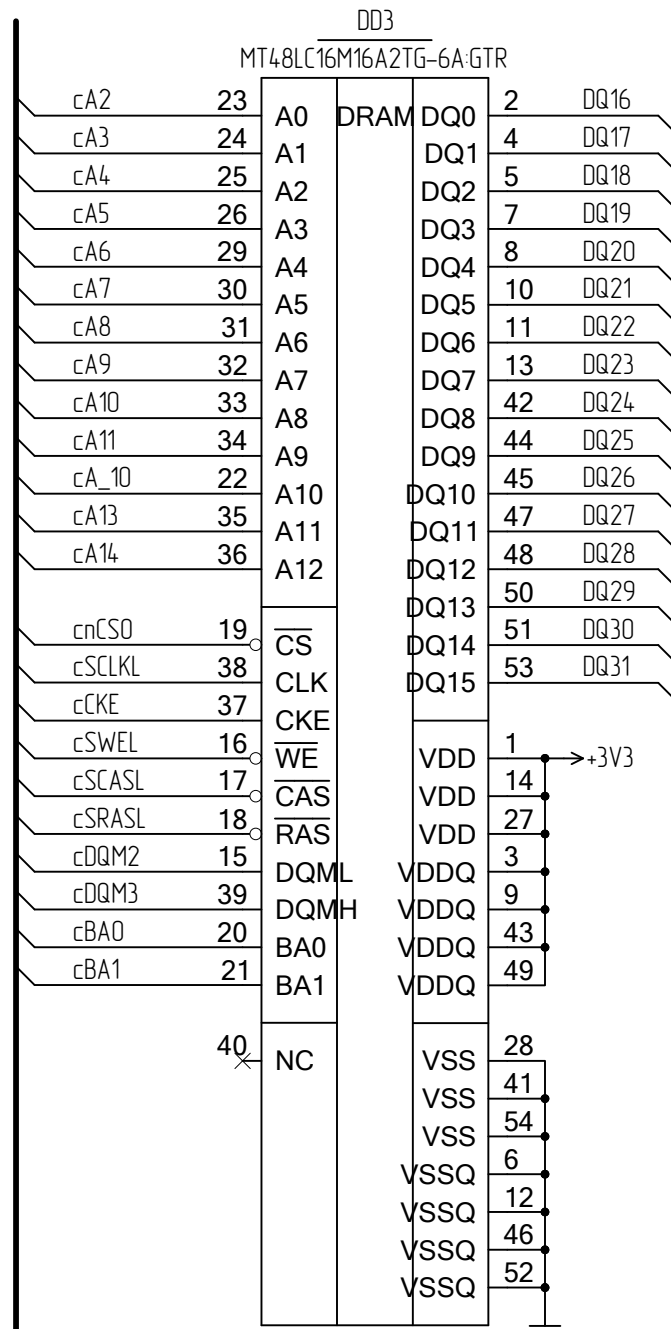 DD3
MT48LC16M16A2TG-6A:GTR
cA2 23 A0 DRAM DQ0 2 DQ16
cA3 24 A1 DQ1 4 DQ17
cA4 25 A2 DQ2 5 DQ18
cA5 26 A3 DQ3 7 DQ19
cA6 29 A4 DQ4 8 DQ20
cA7 30 A5 DQ5 10 DQ21
cA8 31 A6 DQ6 11 DQ22
cA9 32 A7 DQ7 13 DQ23
cA10 33 A8 DQ8 42 DQ24
cA11 34 A9 DQ9 44 DQ25
cA_10 22 A10 DQ10 45 DQ26
cA13 35 A11 DQ11 47 DQ27
cA14 36 A12 DQ12 48 DQ28
DQ13 50 DQ29
cnCS0 19 CS DQ14 51 DQ30
cSCLKL 38 CLK DQ15 53 DQ31
cCKE 37 CKE
cSWEL 16 WE VDD 1 +3V3
cSCASL 17 CAS VDD 14
cSRASL 18 RAS VDD 27
cDQM2 15 DQML VDDQ 3
cDQM3 39 DQMH VDDQ 9
cBA0 20 BA0 VDDQ 43
cBA1 21 BA1 VDDQ 49
40 NC VSS 28
VSS 41
VSS 54
VSSQ 6
VSSQ 12
VSSQ 46
VSSQ 52